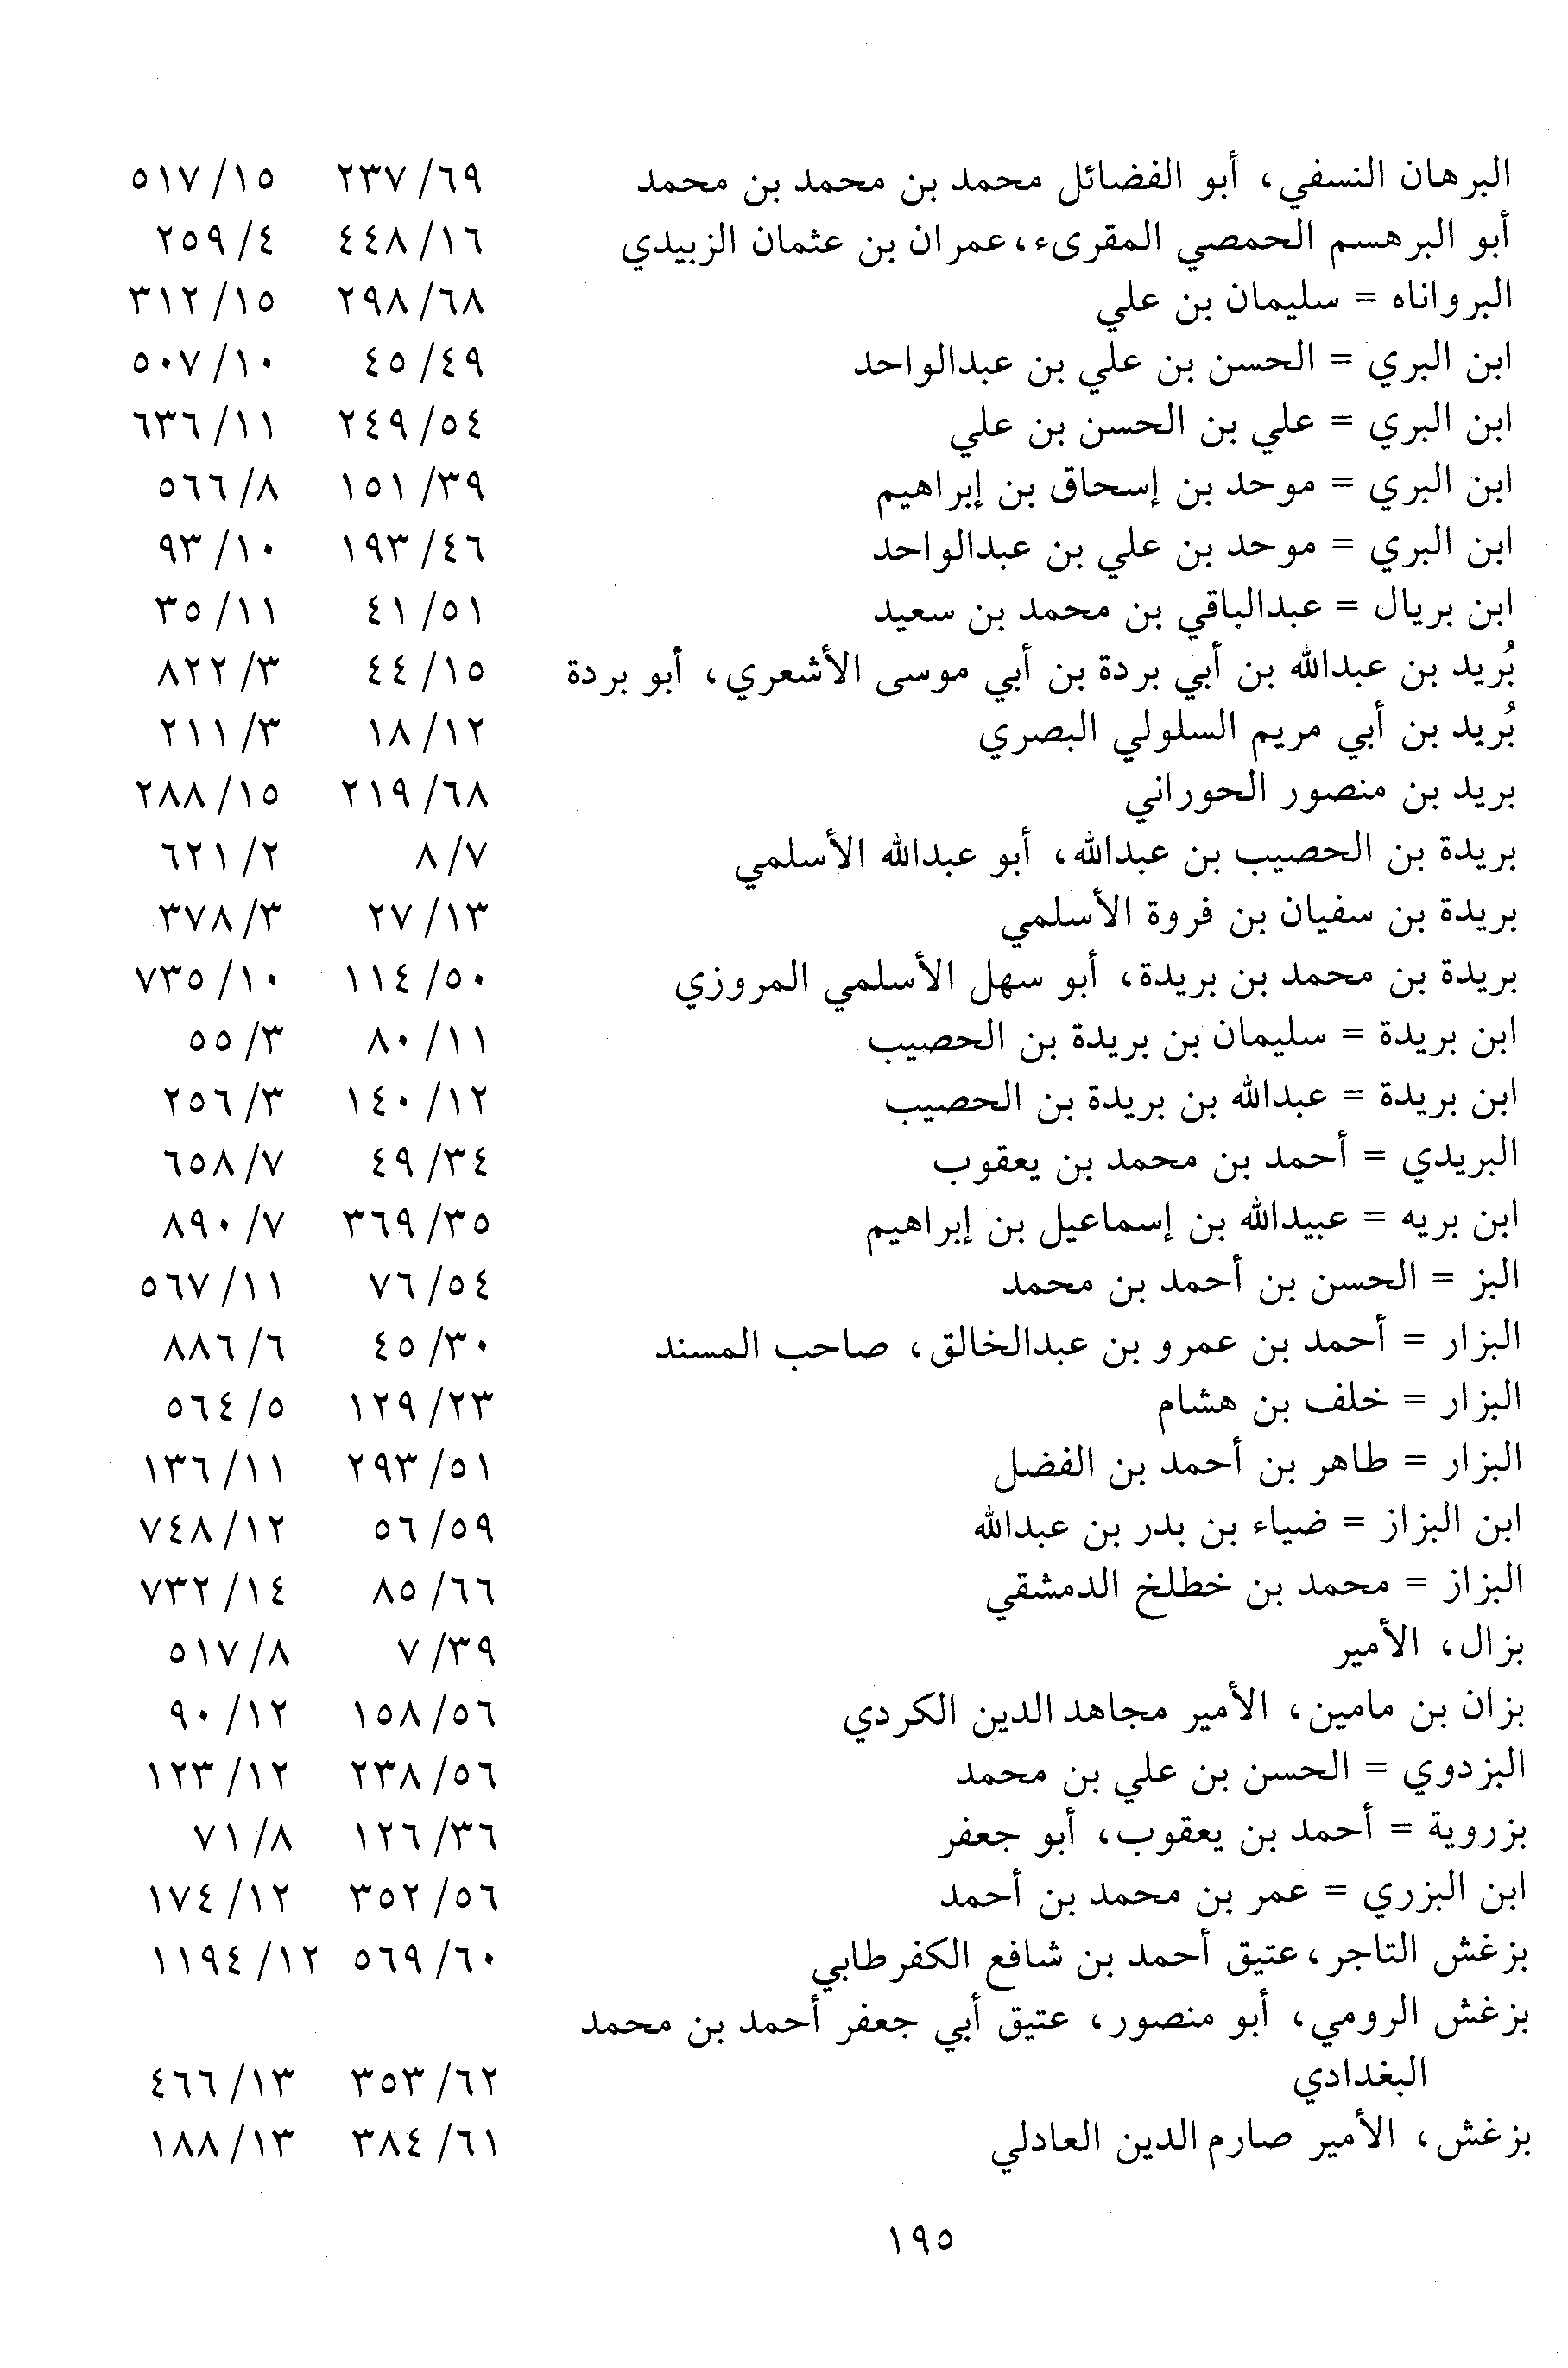 البرهان النسفي، أبو الفضائل محمد بن محمد بن محمد ٦٩/ ٢٣٧ ١٥/ ٥١٧
أبو البرهسم الحمصي المقرىء، عمران بن عثمان الزبيدي ١٦/ ٤٤٨ ٤/ ٢٥٩
البرواناه = سليمان بن علي ٦٨/ ٢٩٨ ١٥/ ٣١٢
ابن البري = الحسن بن علي بن عبدالواحد ٤٩/ ٤٥ ١٠/ ٥٠٧
ابن البري = علي بن الحسن بن علي ٥٤/ ٢٤٩ ١١/ ٦٣٦
ابن البري = موحد بن إسحاق بن إبراهيم ٣٩/ ١٥١ ٨/ ٥٦٦
ابن البري = موحد بن علي بن عبدالواحد ٤٦/ ١٩٣ ١٠/ ٩٣
ابن بريال = عبدالباقي بن محمد بن سعيد ٥١/ ٤١ ١١/ ٣٥
بُريد بن عبدالله بن أبي بردة بن أبي موسى الأشعري، أبو بردة ١٥/ ٤٤ ٣/ ٨٢٢
بُريد بن أبي مريم السلولي البصري ١٢/ ١٨ ٣/ ٢١١
بريد بن منصور الحوراني ٦٨/ ٢١٩ ١٥/ ٢٨٨
بريدة بن الحصيب بن عبدالله، أبو عبدالله الأسلمي ٧/ ٨ ٢/ ٦٢١
بريدة بن سفيان بن فروة الأسلمي ١٣/ ٢٧ ٣/ ٣٧٨
بريدة بن محمد بن بريدة، أبو سهل الأسلمي المروزي ٥٠/ ١١٤ ١٠/ ٧٣٥
ابن بريدة = سليمان بن بريدة بن الحصيب ١١/ ٨٠ ٣/ ٥٥
ابن بريدة = عبدالله بن بريدة بن الحصيب ١٢/ ١٤٠ ٣/ ٢٥٦
البريدي = أحمد بن محمد بن يعقوب ٣٤/ ٤٩ ٧/ ٦٥٨
ابن بريه = عبيدالله بن إسماعيل بن إبراهيم ٣٥/ ٣٦٩ ٧/ ٨٩٠
البز = الحسن بن أحمد بن محمد ٥٤/ ٧٦ ١١/ ٥٦٧
البزار = أحمد بن عمرو بن عبدالخالق، صاحب المسند ٣٠/ ٤٥ ٦/ ٨٨٦
البزار = خلف بن هشام ٢٣/ ١٢٩ ٥/ ٥٦٤
البزار = طاهر بن أحمد بن الفضل ٥١/ ٢٩٣ ١١/ ١٣٦
ابن البزاز = ضياء بن بدر بن عبدالله ٥٩/ ٥٦ ١٢/ ٧٤٨
البزاز = محمد بن خطلخ الدمشقي ٦٦/ ٨٥ ١٤/ ٧٣٢
بزال، الأمير ٣٩/ ٧ ٨/ ٥١٧
بزان بن مامين، الأمير مجاهد الدين الكردي ٥٦/ ١٥٨ ١٢/ ٩٠
البزدوي = الحسن بن علي بن محمد ٥٦/ ٢٣٨ ١٢/ ١٢٣
بزروية = أحمد بن يعقوب، أبو جعفر ٣٦/ ١٢٦ ٨/ ٧١
ابن البزري = عمر بن محمد بن أحمد ٥٦/ ٣٥٢ ١٢/ ١٧٤
بزغش التاجر، عتيق أحمد بن شافع الكفرطابي ٦٠/ ٥٦٩ ١٢/ ١١٩٤
بزغش الرومي، أبو منصور، عتيق أبي جعفر أحمد بن محمد
البغدادي ٦٢/ ٣٥٣ ١٣/ ٤٦٦
بزغش، الأمير صارم الدين العادلي ٦١/ ٣٨٤ ١٣/ ١٨٨
١٩٥